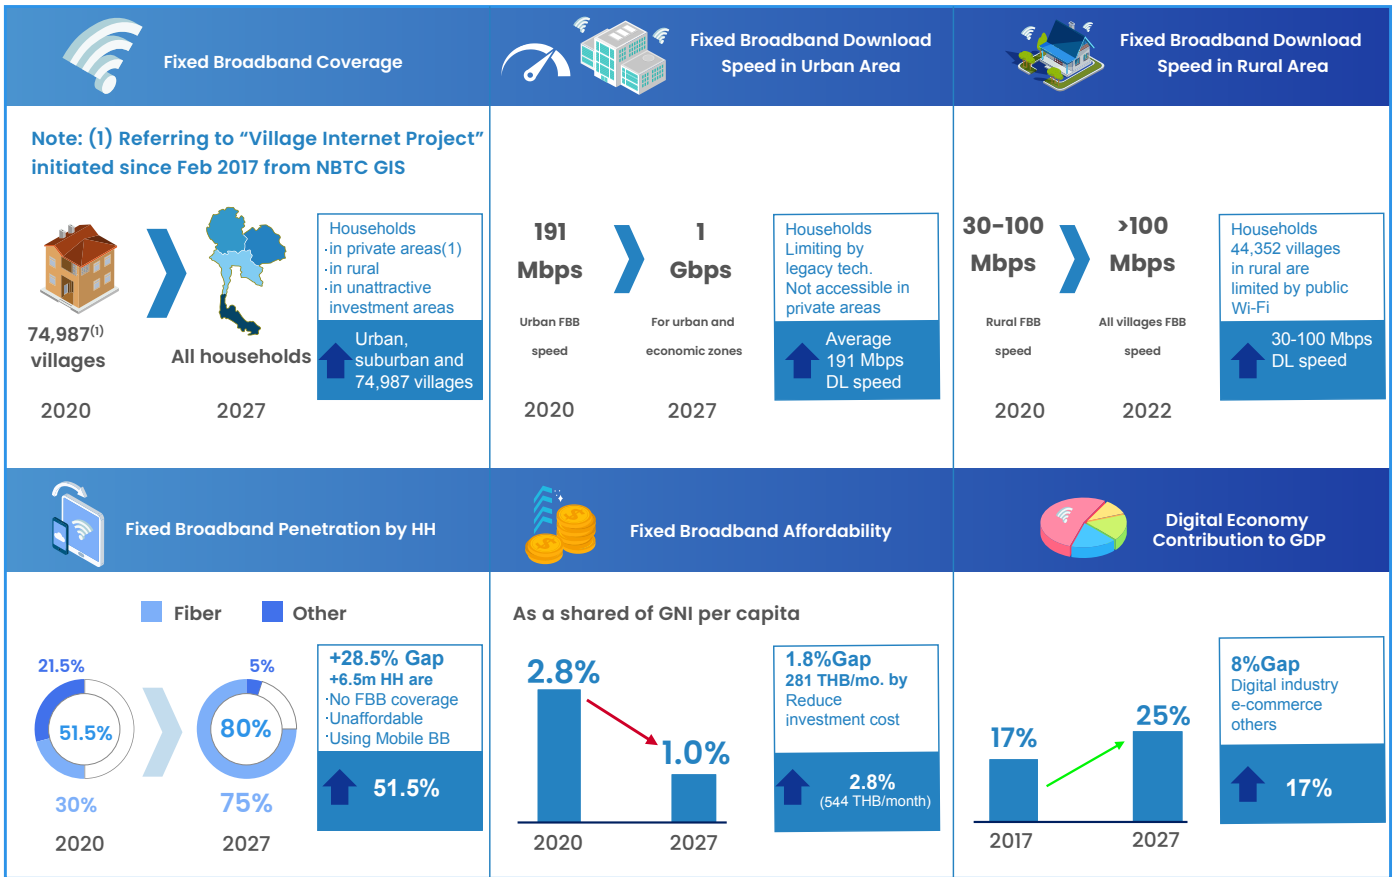 Fixed Broadband Coverage
Note: (1) Referring to “Village Internet Project”
initiated since Feb 2017 from NBTC GIS
74,987(1)
villages
2020
All households
2027
Households
·in private areas(1)
·in rural
·in unattractive
investment areas
Urban,
suburban and
74,987 villages
Fixed Broadband Download
Speed in Urban Area
191
Mbps
Urban FBB
speed
2020
1
Gbps
For urban and
economic zones
2027
Households
Limiting by
legacy tech.
Not accessible in
private areas
Average
191 Mbps
DL speed
Fixed Broadband Download
Speed in Rural Area
30-100
Mbps
Rural FBB
speed
2020
>100
Mbps
All villages FBB
speed
2022
Households
44,352 villages
in rural are
limited by public
Wi-Fi
30-100 Mbps
DL speed
Fixed Broadband Penetration by HH
Fiber
Other
21.5%
51.5%
30%
2020
5%
80%
75%
2027
+28.5% Gap
+6.5m HH are
·No FBB coverage
·Unaffordable
·Using Mobile BB
51.5%
Fixed Broadband Affordability
As a shared of GNI per capita
2.8%
2020
1.0%
2027
1.8%Gap
281 THB/mo. by
Reduce
investment cost
2.8%
(544 THB/month)
Digital Economy
Contribution to GDP
17%
2017
25%
2027
8%Gap
Digital industry
e-commerce
others
17%